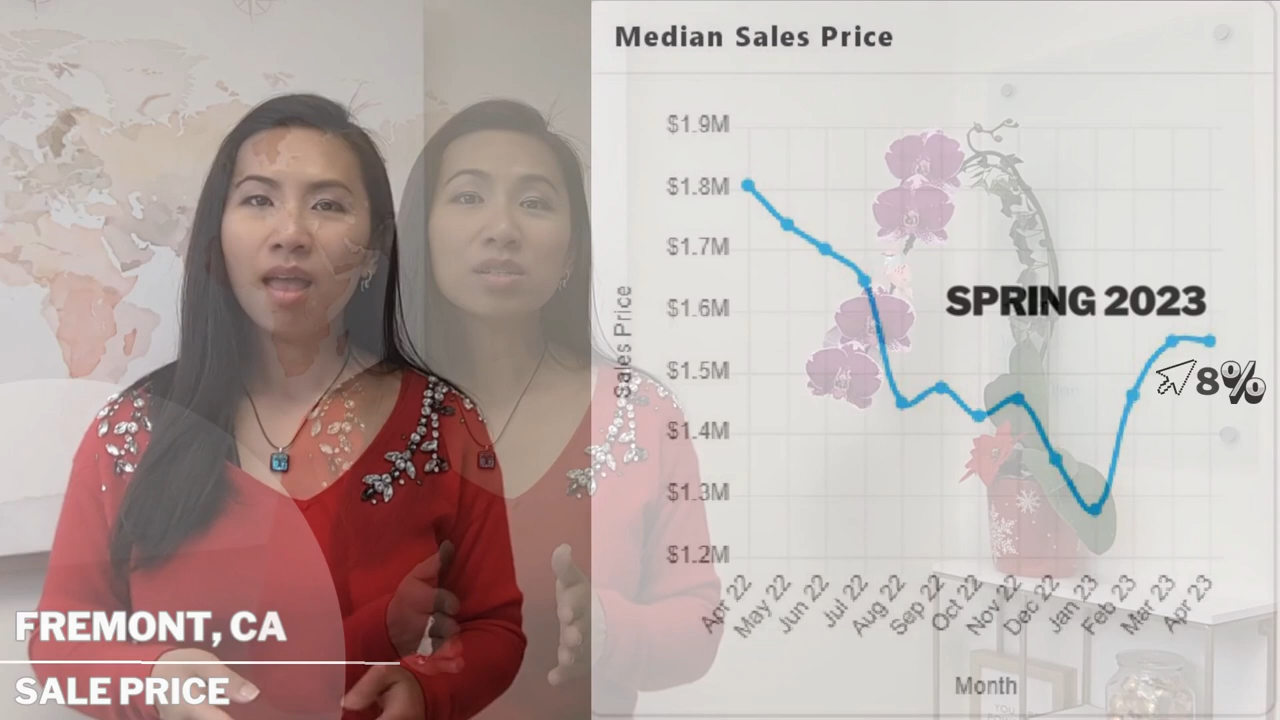 Median Sales Price
$1.9M
$1.8M
$1.7M
$1.6M
$1.5M
$1.4M
$1.3M
$1.2M
Sales Price
SPRING 2023
8%
Apr 22
May 22
Jun 22
Jul 22
Aug 22
Sep 22
Oct 22
Nov 22
Dec 22
Jan 23
Feb 23
Mar 23
Apr 23
Month
FREMONT, CA
SALE PRICE